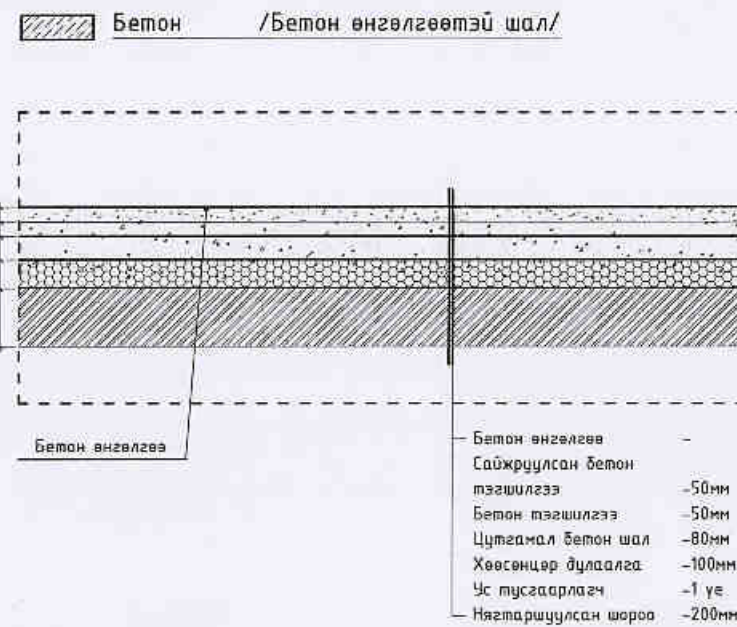 Бетон /Бетон өнгөлгөөтэй шал/
Бетон өнгөлгөө
Бетон өнгөлгөө -
Сайжруулсан бетон
тэгшилгээ -50мм
Бетон тэгшилгээ -50мм
Цутгамал бетон шал -80мм
Хөөсөнцөр дулаалга -100мм
Ус тусгаарлагч -1 үе
Нягтаршуулсан шороо -200мм